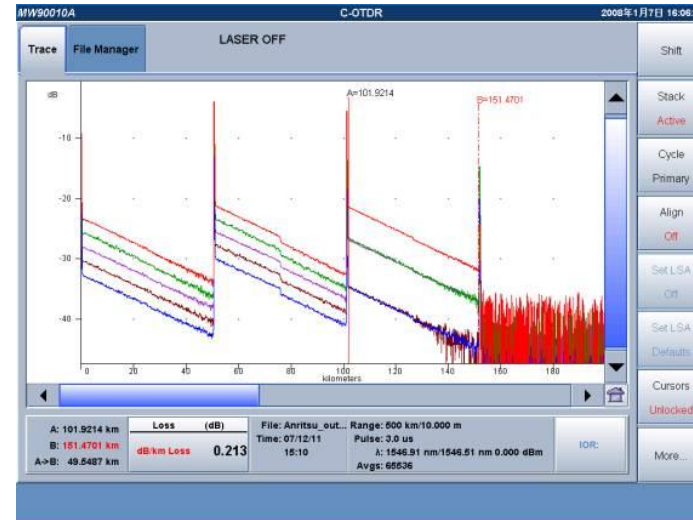 MW90010A C-OTDR 2008年1月7日 16:06:
Trace File Manager LASER OFF
Shift
Stack
Active
Cycle
Primary
Align
Off
Set LSA
Off
Set LSA
Defaults
Cursors
Unlocked
More...
dB
A=101.9214 B=151.4701
-10
-20
-30
-40
0 20 40 60 80 100 120 140 160 180
kilometers
A: 101.9214 km
B: 151.4701 km
A->B: 49.5487 km
Loss (dB)
dB/km Loss 0.213
File: Anritsu_out...
Time: 07/12/11
15:10
Range: 500 km/10.000 m
Pulse: 3.0 us
λ: 1546.91 nm/1546.51 nm 0.000 dBm
Avgs: 65536
IOR: